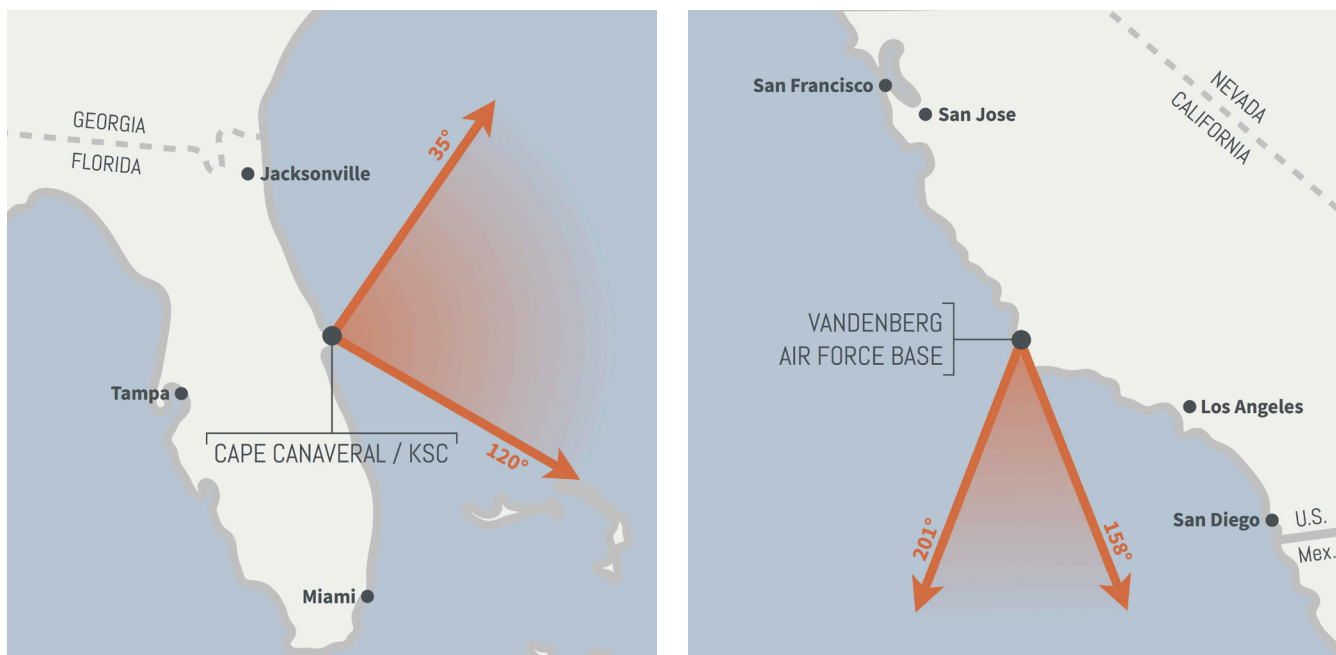 GEORGIA
FLORIDA
Jacksonville
35°
Tampa
CAPE CANAVERAL / KSC
120°
Miami
San Francisco
San Jose
NEVADA
CALIFORNIA
VANDENBERG
AIR FORCE BASE
Los Angeles
201°
158°
San Diego
U.S.
Mex.